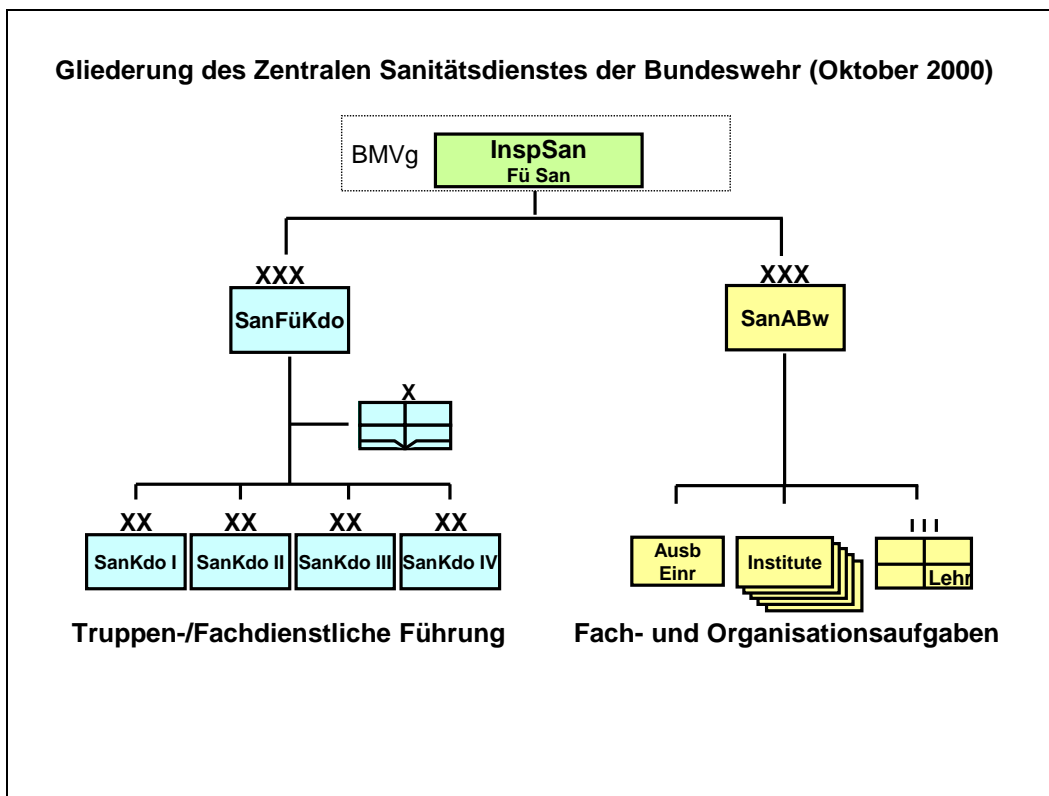 Gliederung des Zentralen Sanitätsdienstes der Bundeswehr (Oktober 2000)
BMVg
InspSan
Fü San
XXX
SanFüKdo
XXX
SanABw
X
XX
XX
XX
XX
SanKdo I
SanKdo II
SanKdo III
SanKdo IV
Ausb
Einr
Institute
I I I
Lehr
Truppen-/Fachdienstliche Führung
Fach- und Organisationsaufgaben